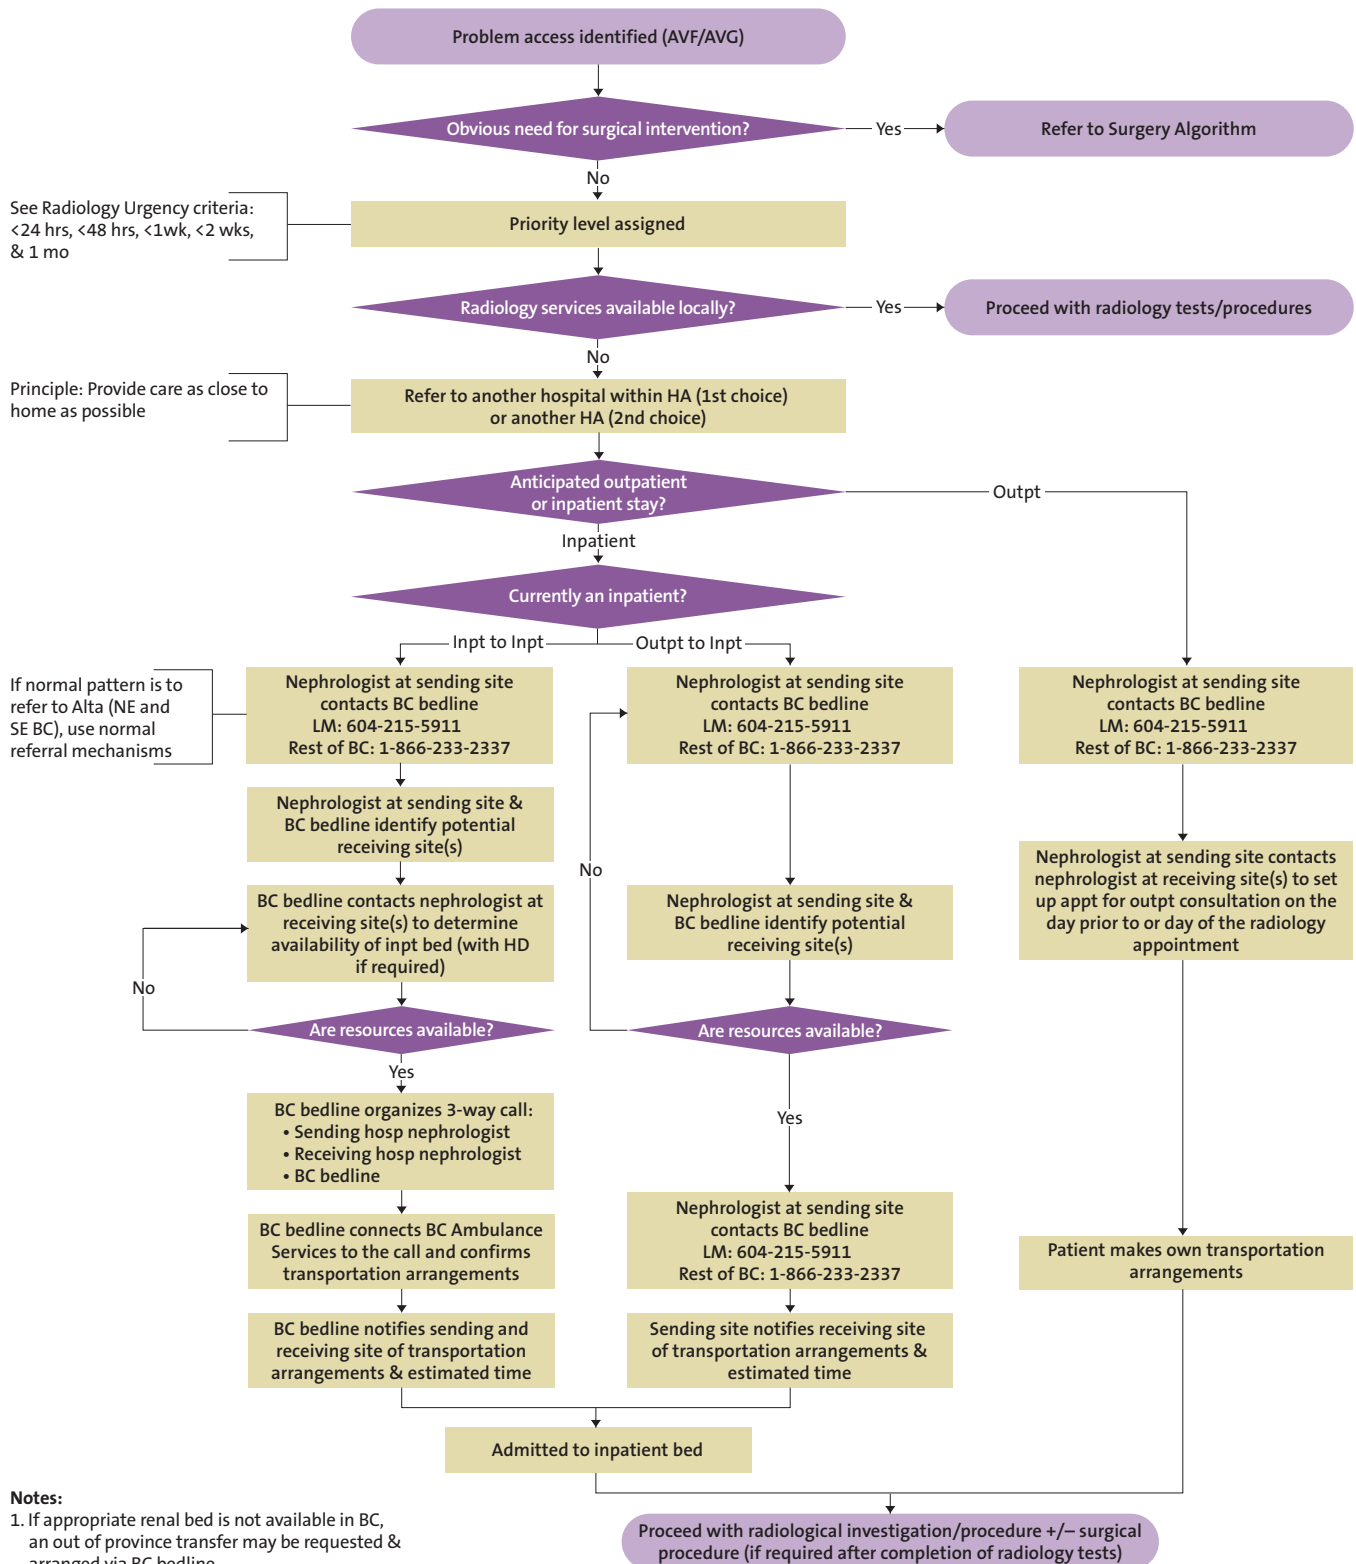 Problem access identified (AVF/AVG)
Obvious need for surgical intervention?
Yes
Refer to Surgery Algorithm
No
See Radiology Urgency criteria:
<24 hrs, <48 hrs, <1wk, <2 wks,
& 1 mo
Priority level assigned
Radiology services available locally?
Yes
Proceed with radiology tests/procedures
No
Principle: Provide care as close to
home as possible
Refer to another hospital within HA (1st choice)
or another HA (2nd choice)
Anticipated outpatient
or inpatient stay?
Outpt
Inpatient
Currently an inpatient?
Inpt to Inpt
Outpt to Inpt
If normal pattern is to
refer to Alta (NE and
SE BC), use normal
referral mechanisms
Nephrologist at sending site
contacts BC bedline
LM: 604-215-5911
Rest of BC: 1-866-233-2337
Nephrologist at sending site &
BC bedline identify potential
receiving site(s)
BC bedline contacts nephrologist at
receiving site(s) to determine
availability of inpt bed (with HD
if required)
No
Are resources available?
Yes
BC bedline organizes 3-way call:
• Sending hosp nephrologist
• Receiving hosp nephrologist
• BC bedline
BC bedline connects BC Ambulance
Services to the call and confirms
transportation arrangements
BC bedline notifies sending and
receiving site of transportation
arrangements & estimated time
Nephrologist at sending site
contacts BC bedline
LM: 604-215-5911
Rest of BC: 1-866-233-2337
No
Nephrologist at sending site &
BC bedline identify potential
receiving site(s)
Are resources available?
Yes
Nephrologist at sending site
contacts BC bedline
LM: 604-215-5911
Rest of BC: 1-866-233-2337
Sending site notifies receiving site
of transportation arrangements &
estimated time
Nephrologist at sending site
contacts BC bedline
LM: 604-215-5911
Rest of BC: 1-866-233-2337
Nephrologist at sending site contacts
nephrologist at receiving site(s) to set
up appt for outpt consultation on the
day prior to or day of the radiology
appointment
Patient makes own transportation
arrangements
Admitted to inpatient bed
Notes:
1. If appropriate renal bed is not available in BC,
an out of province transfer may be requested &
arranged via BC bedline
Proceed with radiological investigation/procedure +/– surgical
procedure (if required after completion of radiology tests)